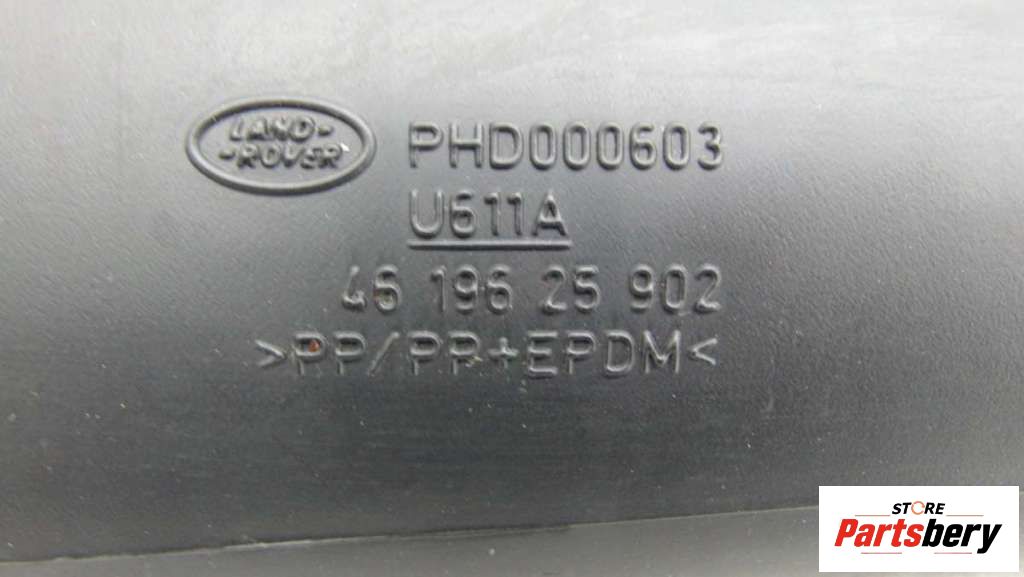 LAND-
-ROVER
PHD000603
U611A
46 196 25 902
>PP/PP+EPDM<
STORE
Partsbery